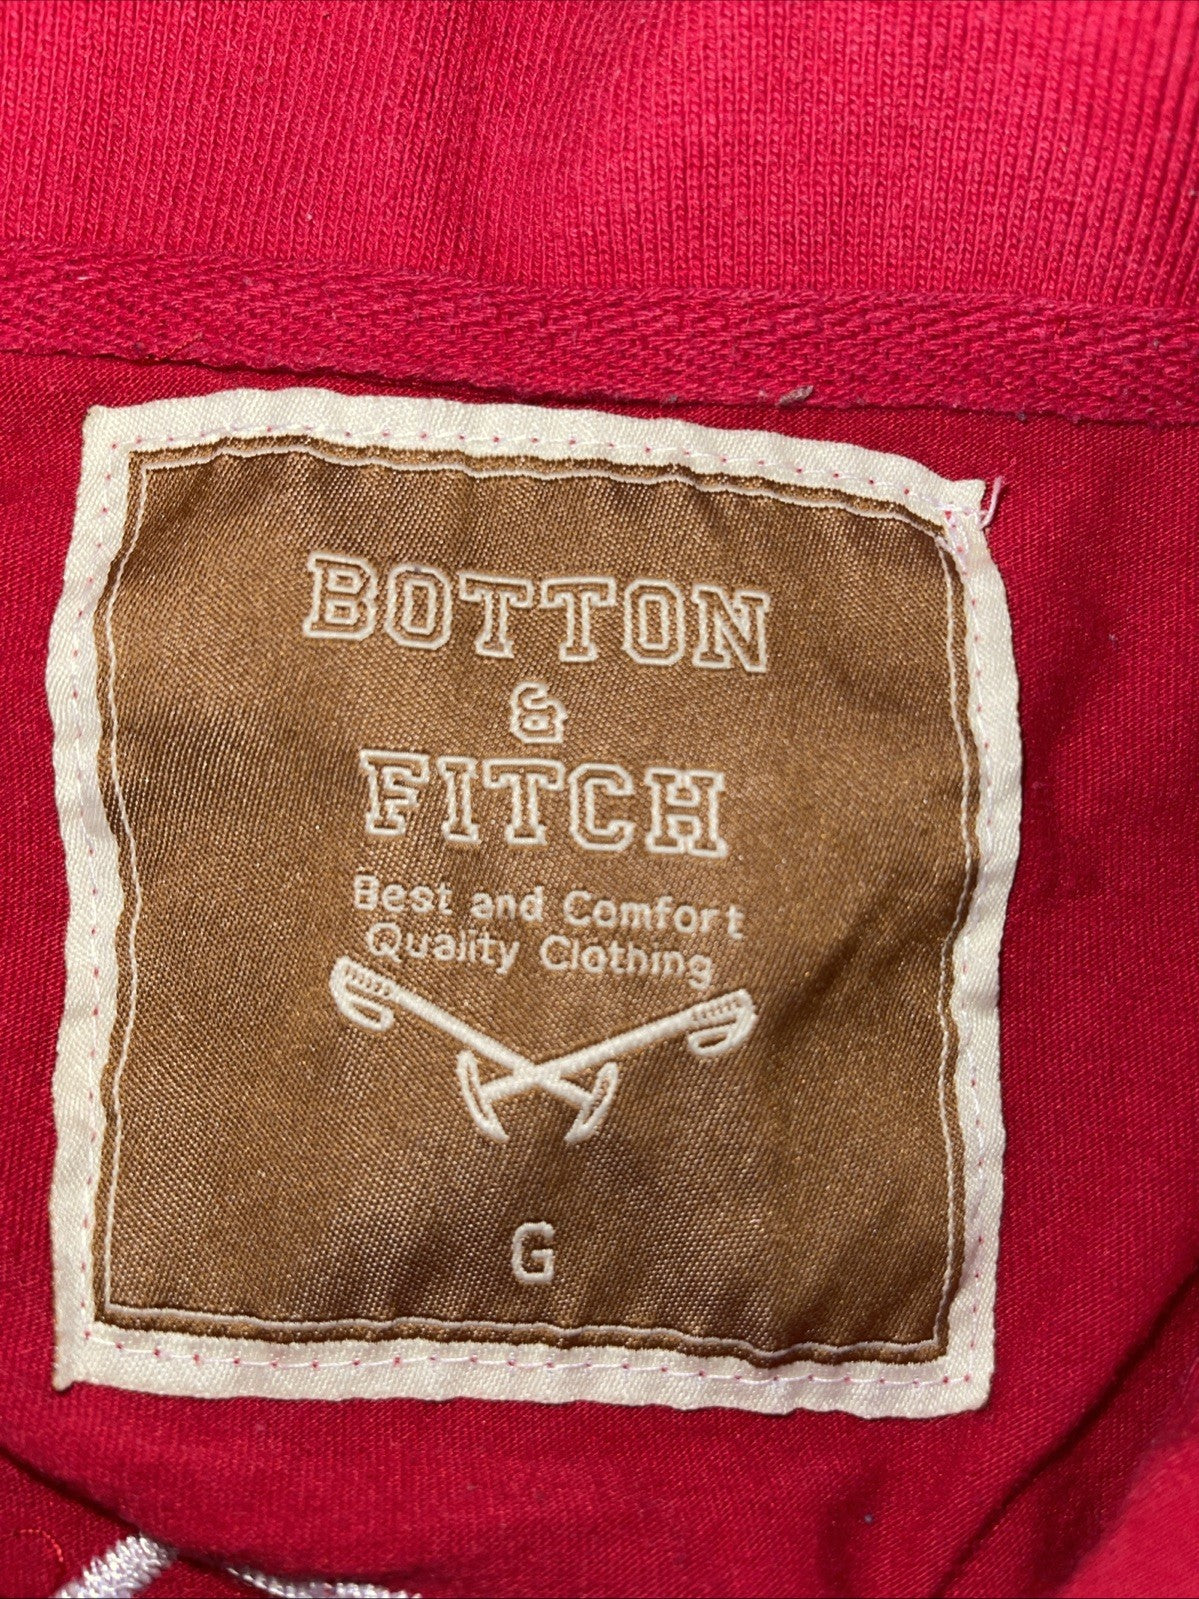 BOTTON
&
FITCH
Best and Comfort
Quality Clothing
G